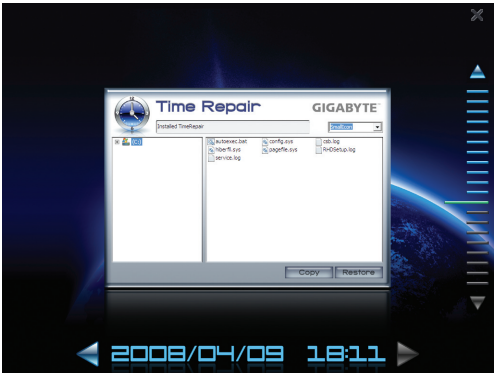 Time Repair
GIGABYTE
Installed TimeRepair
(C:)
autoexec.bat
config.sys
csb.log
hiberfil.sys
pagefile.sys
RHDSetup.log
service.log
Copy
Restore
2008/04/09 18:11